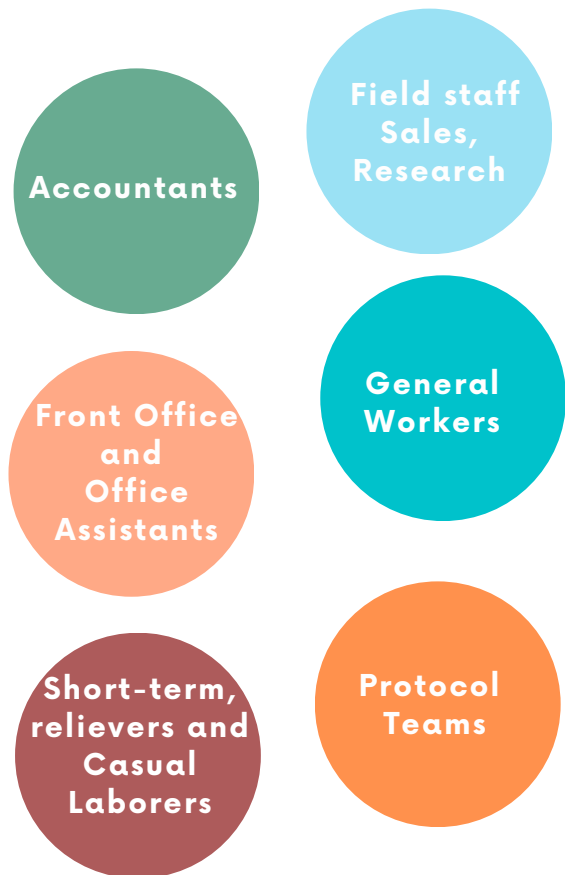 Accountants
Field staff
Sales,
Research
Front Office
and
Office
Assistants
General
Workers
Short-term,
relievers and
Casual
Laborers
Protocol
Teams